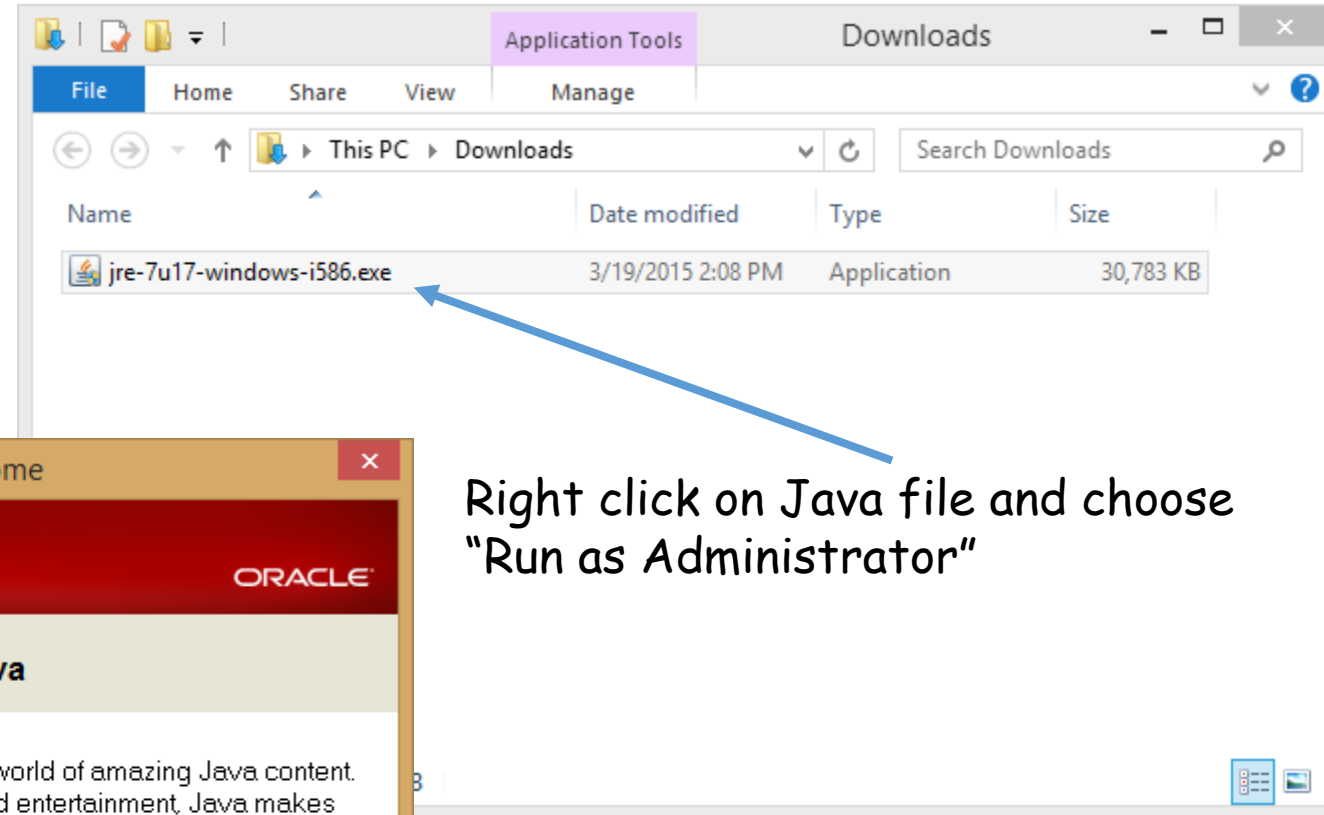 Application Tools Downloads
File Home Share View Manage
This PC Downloads Search Downloads
Name Date modified Type Size
jre-7u17-windows-i586.exe 3/19/2015 2:08 PM Application 30,783 KB
Right click on Java file and choose
“Run as Administrator”
ome
ORACLE
va
world of amazing Java content.
d entertainment, Java makes